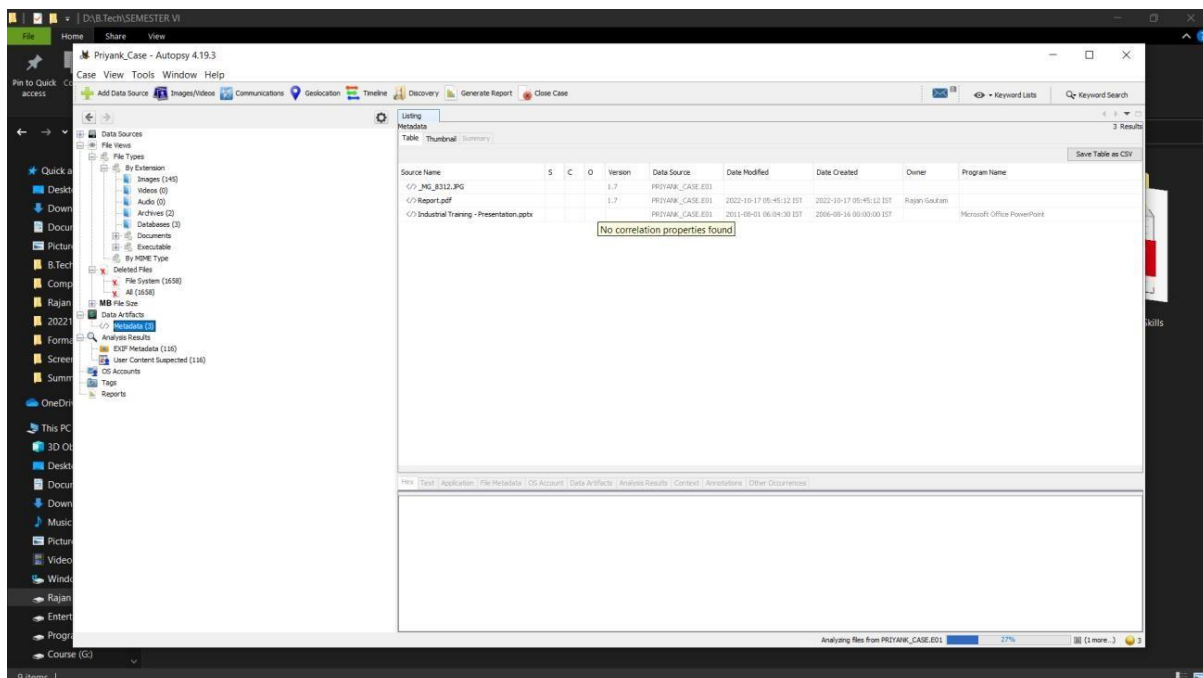 D:\B.Tech\SEMESTER VI
File Home Share View
Priyank_Case - Autopsy 4.19.3
Case View Tools Window Help
Pin to Quick access
Add Data Source Images/Videos Communications Geolocation Timeline Discovery Generate Report Close Case Keyword Lists Keyword Search
Listing
Metadata
3 Results
Table Thumbnail Summary
Save Table as CSV
Source Name S C O Version Data Source Date Modified Date Created Owner Program Name
_MG_8312.JPG 1.7 PRIYANK_CASE.E01
Report.pdf 1.7 PRIYANK_CASE.E01 2022-10-17 05:45:12 IST 2022-10-17 05:45:12 IST Rajan Gautam
Industrial Training - Presentation.pptx PRIYANK_CASE.E01 2011-08-01 06:04:30 IST 2006-08-16 00:00:00 IST Microsoft Office PowerPoint
No correlation properties found
Data Sources
File Views
File Types
By Extension
Images (145)
Videos (0)
Audio (0)
Archives (2)
Databases (3)
Documents
Executable
By MIME Type
Deleted Files
File System (1658)
All (1658)
MB File Size
Data Artifacts
Metadata (3)
Analysis Results
EXIF Metadata (116)
User Content Suspected (116)
OS Accounts
Tags
Reports
Quick a
Deskt
Down
Docur
Pictur
B.Tech
Comp
Rajan
20221
Forma
Screer
Summ
OneDri
This PC
3D Ob
Deskt
Docur
Down
Music
Pictur
Video
Windo
Rajan
Entert
Progra
Course (G:)
kills
Hex Text Application File Metadata OS Account Data Artifacts Analysis Results Context Annotations Other Occurrences
Analyzing files from PRIYANK_CASE.E01 27% (1 more...) 3
9 items